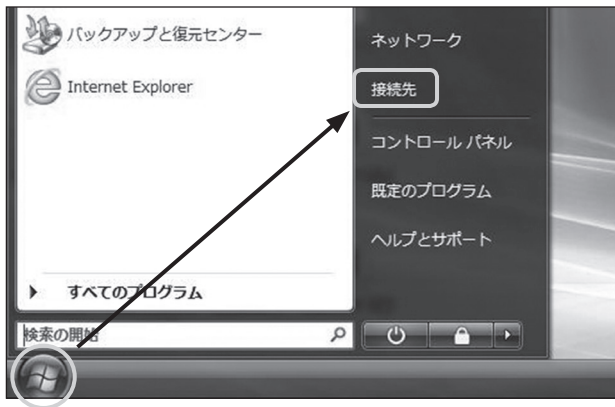 バックアップと復元センター
Internet Explorer
すべてのプログラム
検索の開始
ネットワーク
接続先
コントロール パネル
既定のプログラム
ヘルプとサポート